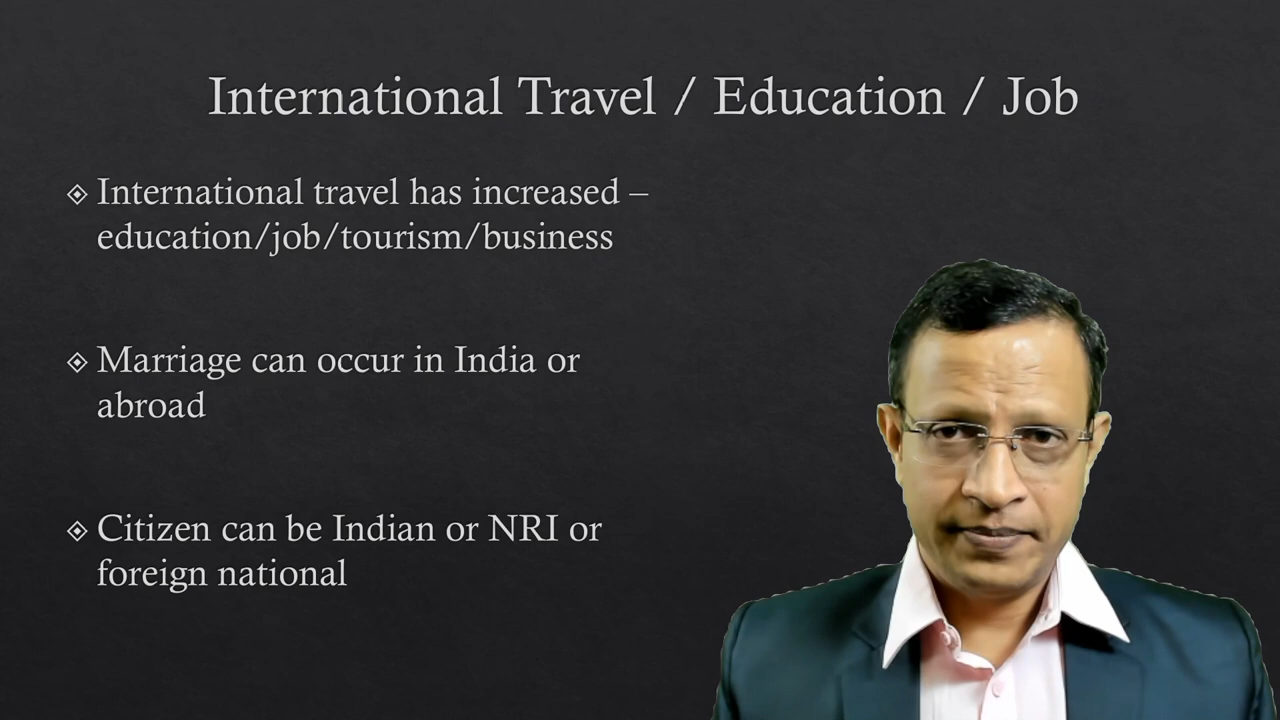 International Travel / Education / Job
International travel has increased –
education/job/tourism/business
Marriage can occur in India or
abroad
Citizen can be Indian or NRI or
foreign national